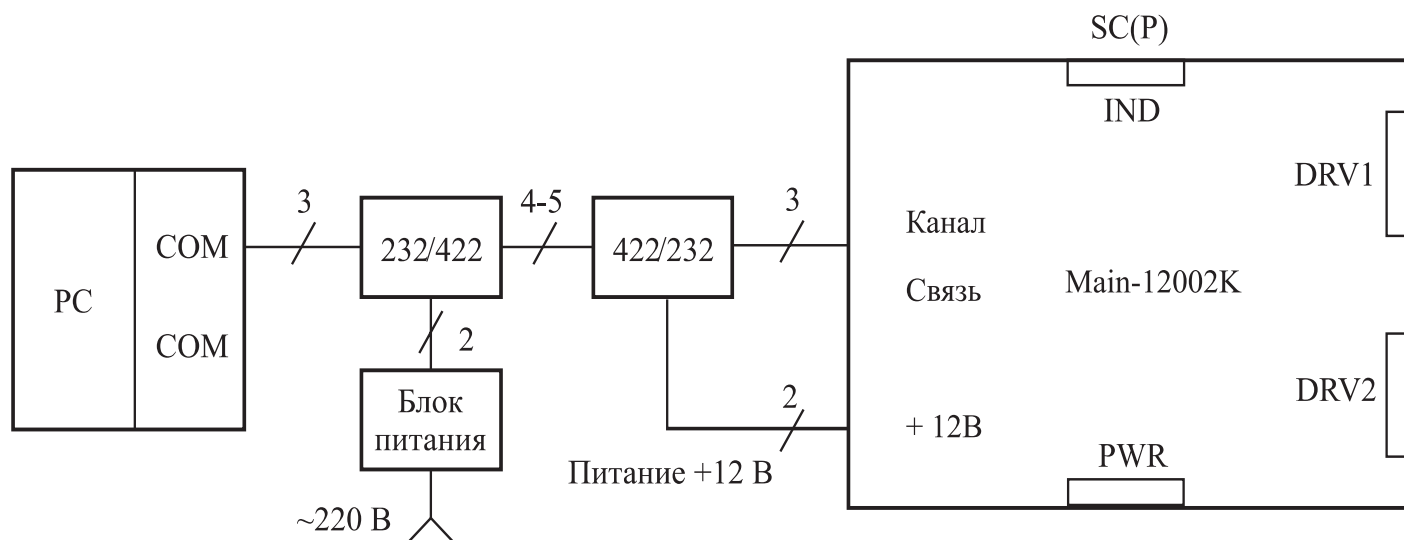 SC(P)
IND
DRV1
3
4-5
3
COM
232/422
422/232
Канал
PC
Связь
Main-12002K
COM
2
DRV2
Блок
питания
2
+ 12В
Питание +12 В
PWR
~220 В